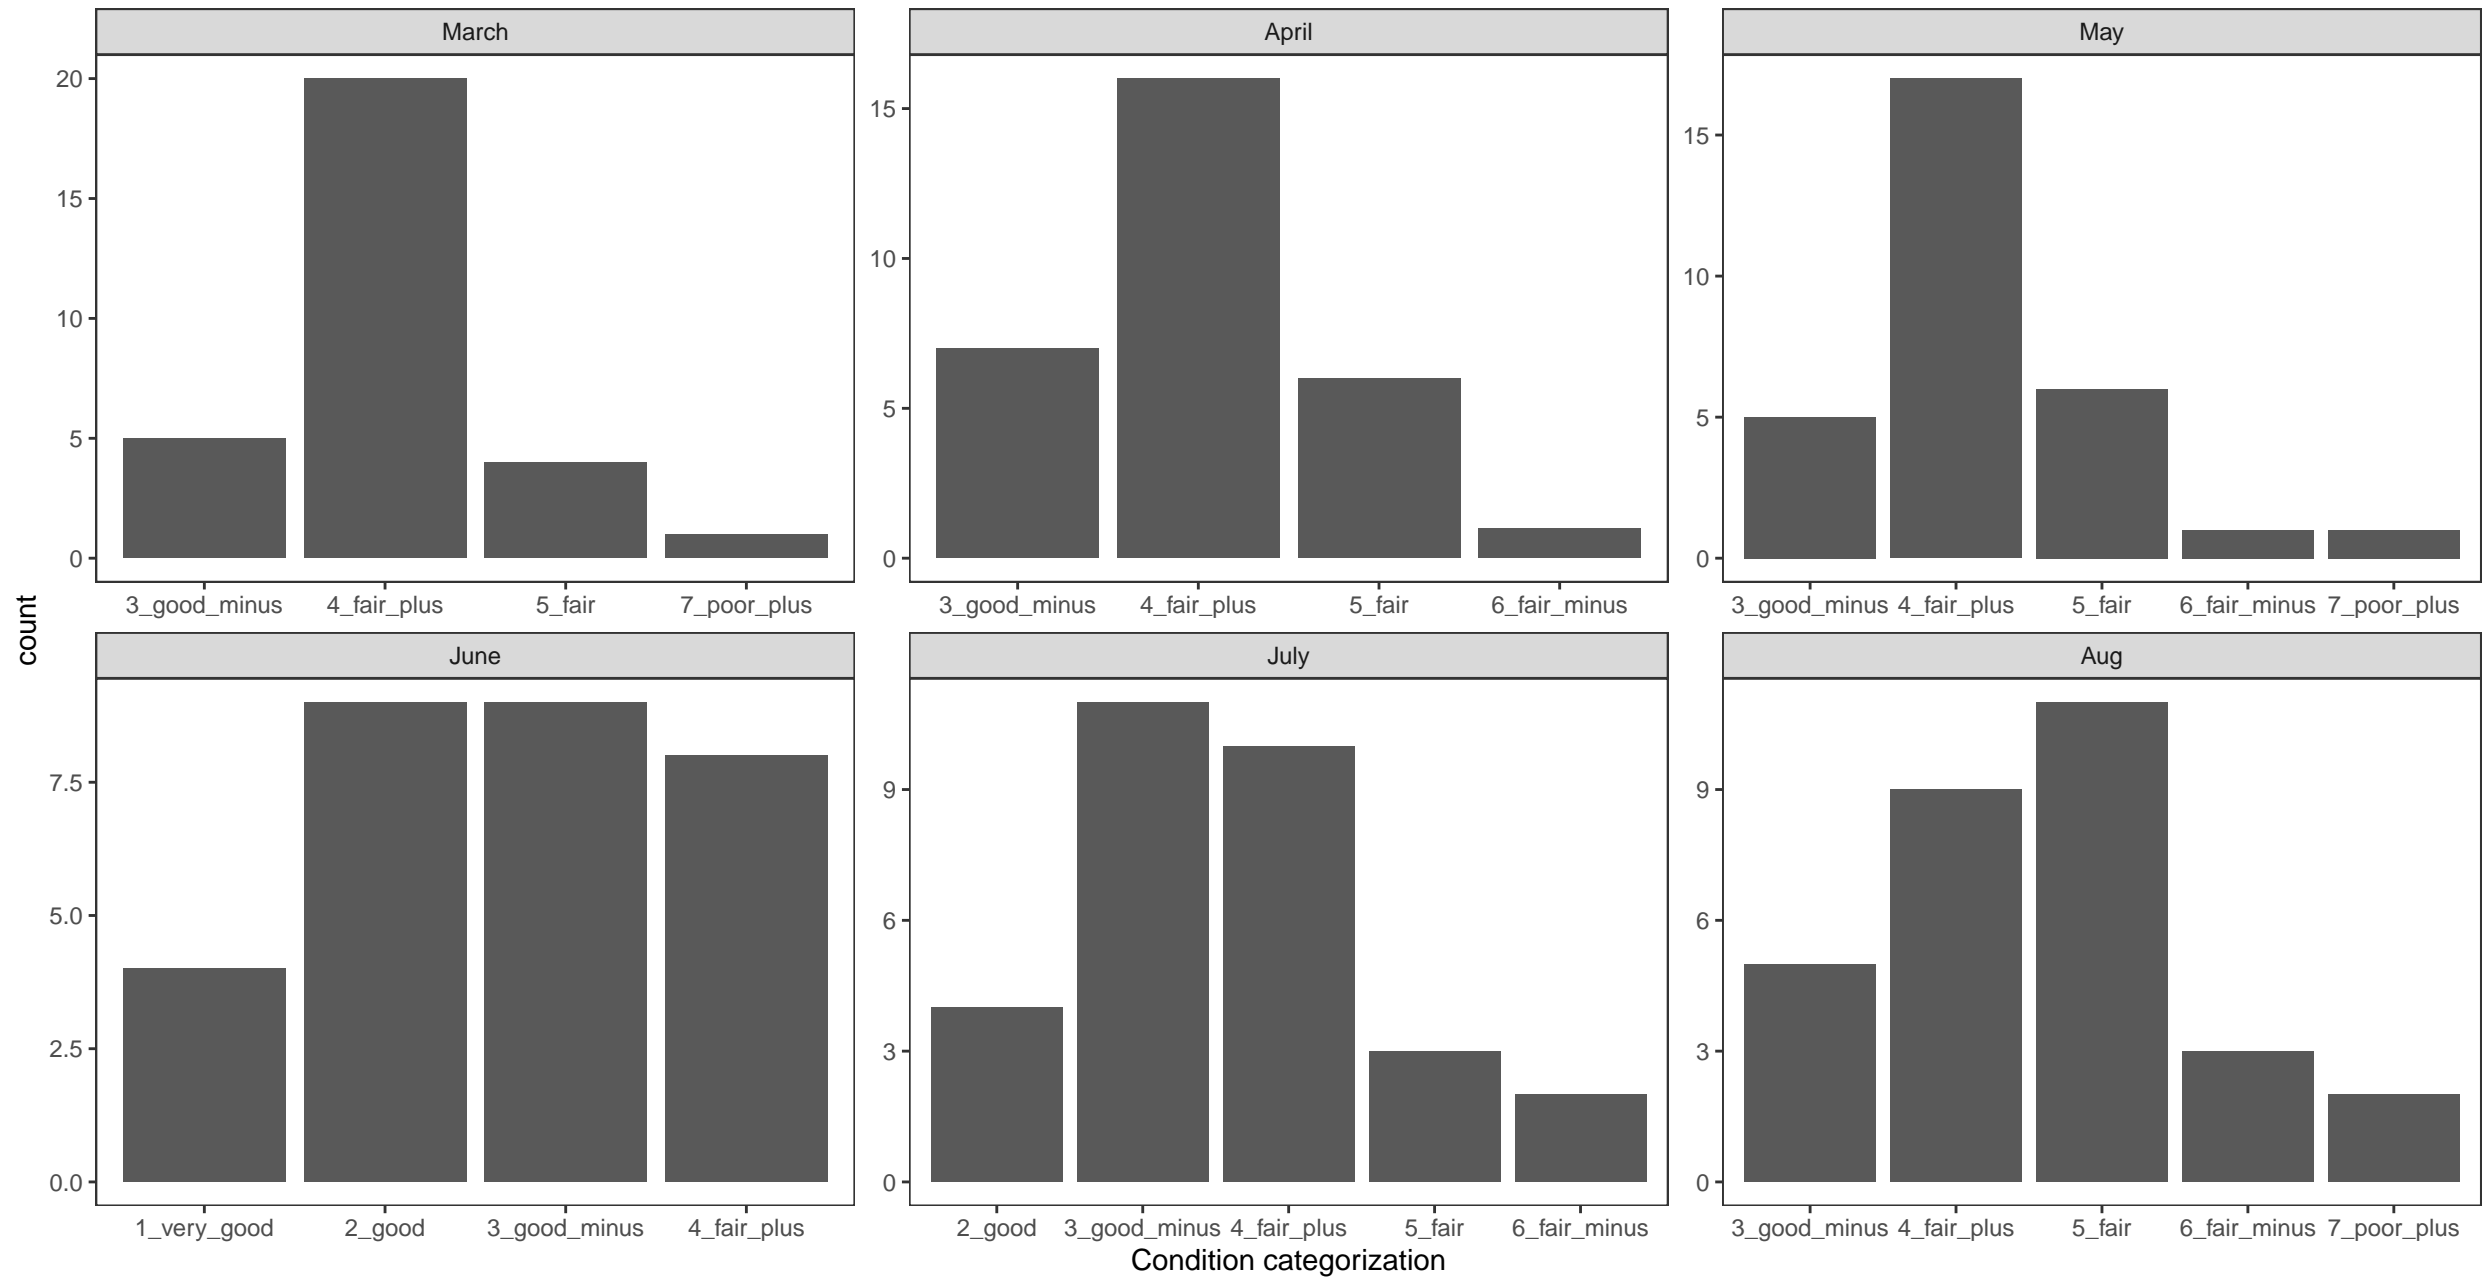 March
April
May
20
15
10
5
0
15
10
5
0
15
10
5
0
3_good_minus 4_fair_plus 5_fair 7_poor_plus
3_good_minus 4_fair_plus 5_fair 6_fair_minus
3_good_minus 4_fair_plus 5_fair 6_fair_minus 7_poor_plus
count
June
July
Aug
7.5
5.0
2.5
0.0
9
6
3
0
9
6
3
0
1_very_good 2_good 3_good_minus 4_fair_plus
2_good 3_good_minus 4_fair_plus 5_fair 6_fair_minus
3_good_minus 4_fair_plus 5_fair 6_fair_minus 7_poor_plus
Condition categorization